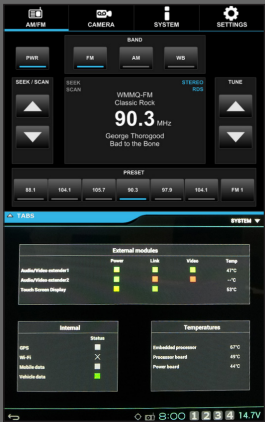 AM/FM CAMERA SYSTEM SETTINGS
BAND
PWR FM AM WB
SEEK / SCAN TUNE
SEEK STEREO
SCAN RDS
WMMQ-FM
Classic Rock
90.3 MHz
George Thorogood
Bad to the Bone
PRESET
88.1 104.1 105.7 90.3 97.9 104.1 FM 1
TABS
SYSTEM
External modules
Power Link Video Temp
Audio/Video extender1 47°C
Audio/Video extender2 --°C
Touch Screen Display 53°C
Internal
Status
GPS
Wi-Fi
Mobile data
Vehicle data
Temperatures
Embedded processor 67°C
Processor board 49°C
Power board 44°C
8:00 1 2 3 4 14.7V